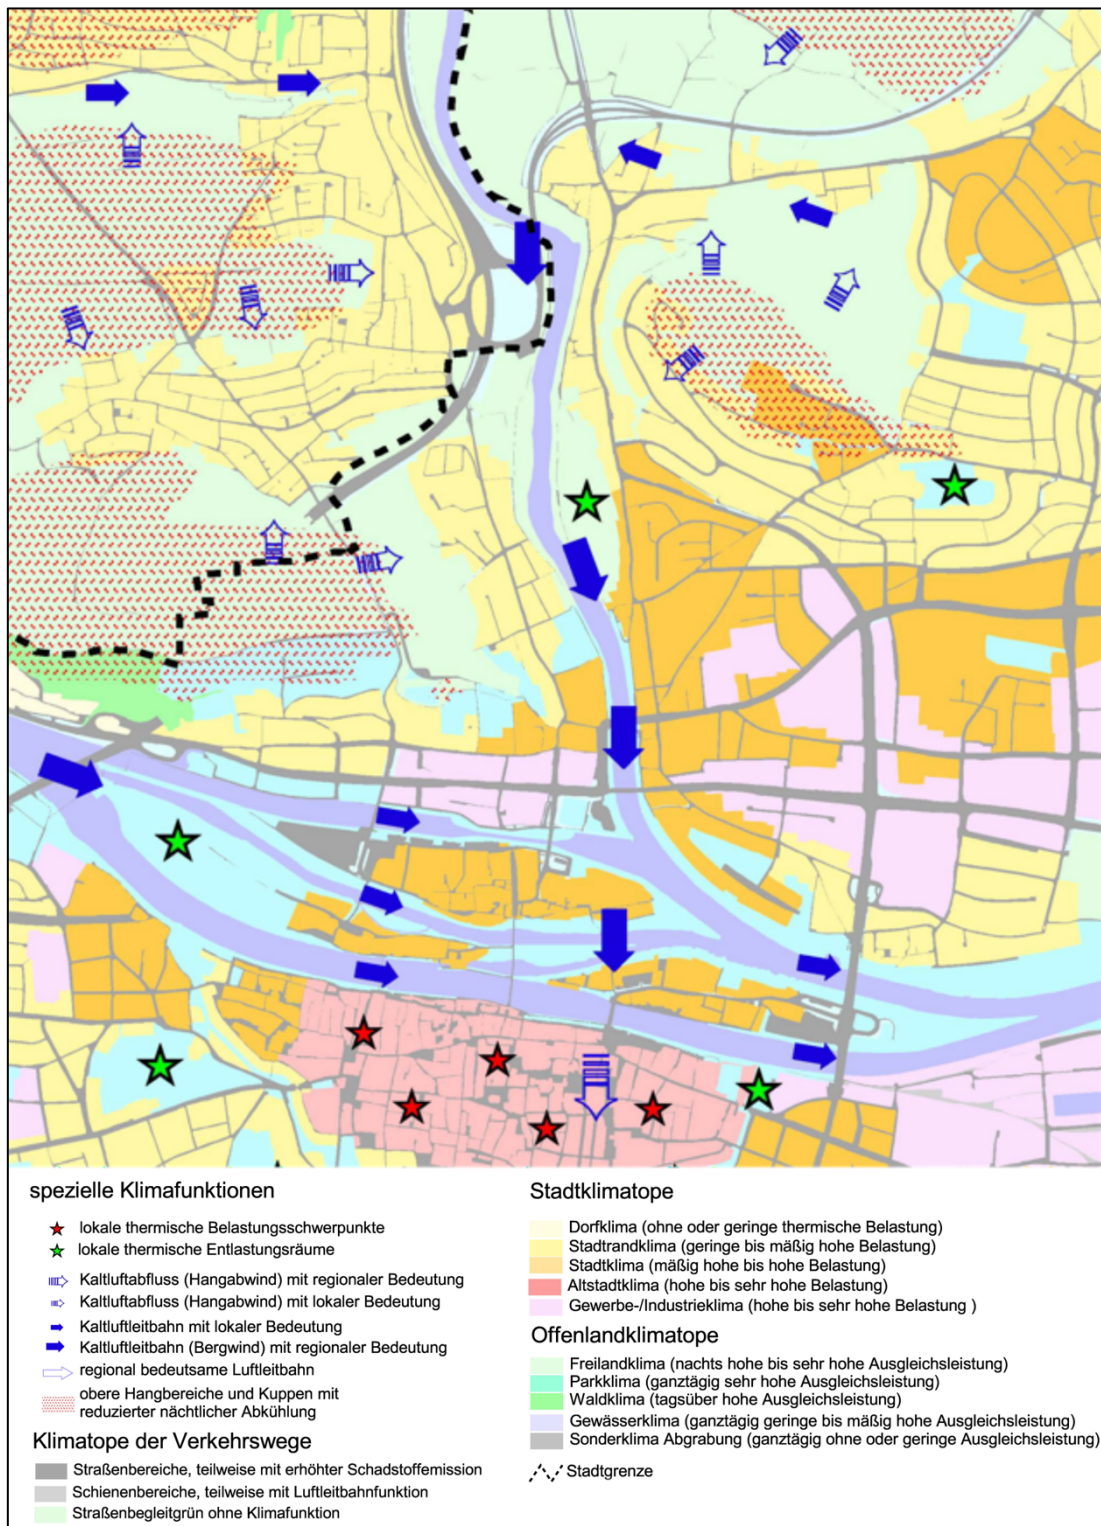 spezielle Klimafunktionen
lokale thermische Belastungsschwerpunkte
lokale thermische Entlastungsräume
Kaltluftabfluss (Hangabwind) mit regionaler Bedeutung
Kaltluftabfluss (Hangabwind) mit lokaler Bedeutung
Kaltluftleitbahn mit lokaler Bedeutung
Kaltluftleitbahn (Bergwind) mit regionaler Bedeutung
regional bedeutsame Luftleitbahn
obere Hangbereiche und Kuppen mit
reduzierter nächtlicher Abkühlung
Klimatope der Verkehrswege
Straßenbereiche, teilweise mit erhöhter Schadstoffemission
Schienenbereiche, teilweise mit Luftleitbahnfunktion
Straßenbegleitgrün ohne Klimafunktion
Stadtklimatope
Dorfklima (ohne oder geringe thermische Belastung)
Stadtrandklima (geringe bis mäßig hohe Belastung)
Stadtklima (mäßig hohe bis hohe Belastung)
Altstadtklima (hohe bis sehr hohe Belastung)
Gewerbe-/Industrieklima (hohe bis sehr hohe Belastung )
Offenlandklimatope
Freilandklima (nachts hohe bis sehr hohe Ausgleichsleistung)
Parkklima (ganztägig sehr hohe Ausgleichsleistung)
Waldklima (tagsüber hohe Ausgleichsleistung)
Gewässerklima (ganztägig geringe bis mäßig hohe Ausgleichsleistung)
Sonderklima Abgrabung (ganztägig ohne oder geringe Ausgleichsleistung)
Stadtgrenze